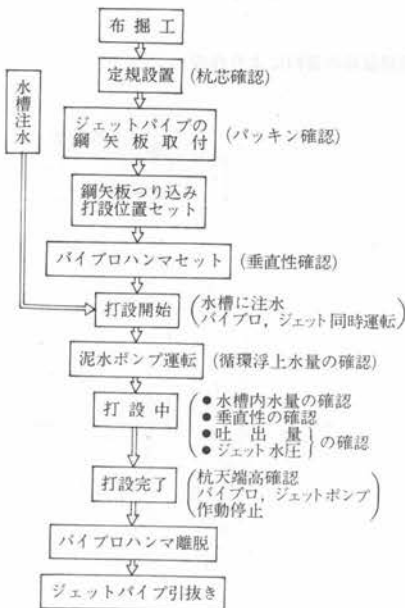 布掘工
定規設置 (杭芯確認)
水槽注水
ジェットパイプの
鋼矢板取付 (パッキン確認)
鋼矢板つり込み
打設位置セット
バイブロハンマセット (垂直性確認)
打設開始 (水槽に注水
バイブロ,ジェット同時運転)
泥水ポンプ運転 (循環浮上水量の確認)
打設中
●水槽内水量の確認
●垂直性の確認
●吐出量
●ジェット水圧 の確認
打設完了
杭天端高確認
バイブロ,ジェットポンプ
作動停止
バイブロハンマ離脱
ジェットパイプ引抜き